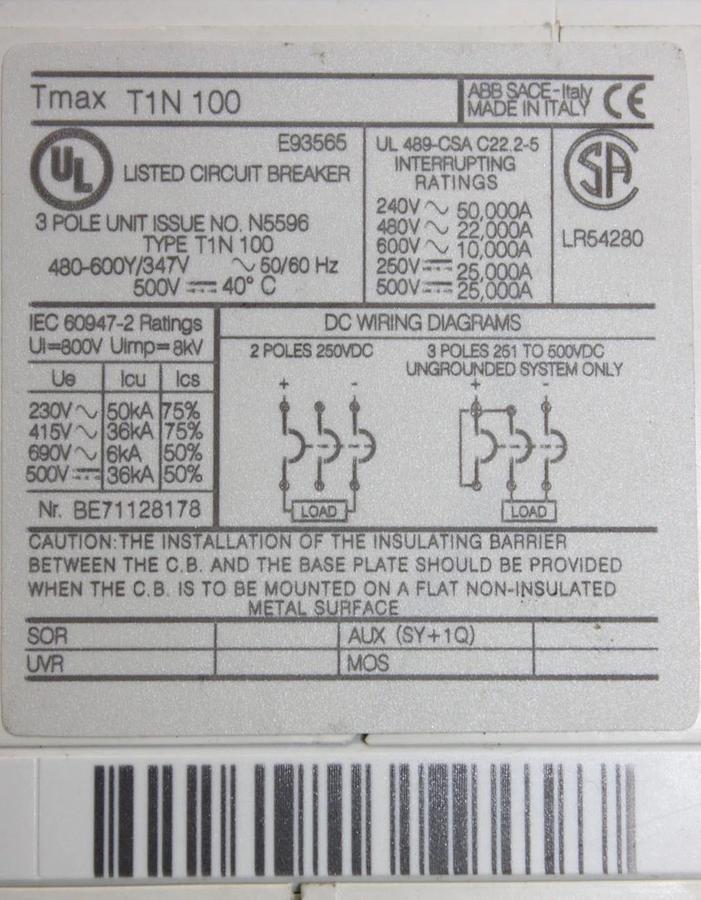 Tmax T1N 100
ABB SACE-Italy
MADE IN ITALY CE
UL
E93565
LISTED CIRCUIT BREAKER
3 POLE UNIT ISSUE NO. N5596
TYPE T1N 100
480-600Y/347V ∿ 50/60 Hz
500V ⎓ 40° C
UL 489-CSA C22.2-5
INTERRUPTING
RATINGS
240V ∿ 50,000A
480V ∿ 22,000A
600V ∿ 10,000A
250V ⎓ 25,000A
500V ⎓ 25,000A
SA
LR54280
IEC 60947-2 Ratings
Ui=800V Uimp=8kV
Ue Icu Ics
230V ∿ 50kA 75%
415V ∿ 36kA 75%
690V ∿ 6kA 50%
500V ⎓ 36kA 50%
Nr. BE71128178
DC WIRING DIAGRAMS
2 POLES 250VDC
+ -
LOAD
3 POLES 251 TO 500VDC
UNGROUNDED SYSTEM ONLY
+ -
LOAD
CAUTION:THE INSTALLATION OF THE INSULATING BARRIER
BETWEEN THE C.B. AND THE BASE PLATE SHOULD BE PROVIDED
WHEN THE C.B. IS TO BE MOUNTED ON A FLAT NON-INSULATED
METAL SURFACE
SOR AUX (SY+1Q)
UVR MOS